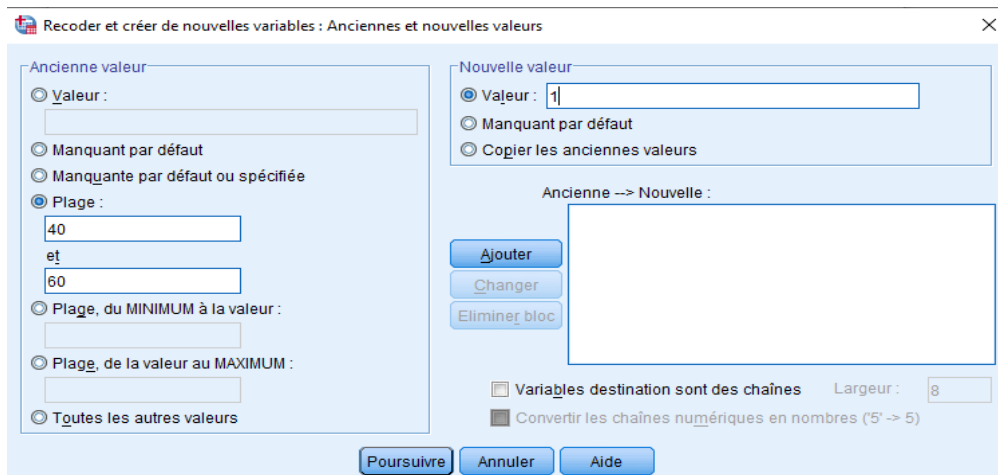 Recoder et créer de nouvelles variables : Anciennes et nouvelles valeurs
Ancienne valeur
Valeur :
Manquant par défaut
Manquante par défaut ou spécifiée
Plage :
40
et
60
Plage, du MINIMUM à la valeur :
Plage, de la valeur au MAXIMUM :
Toutes les autres valeurs
Nouvelle valeur
Valeur : 1
Manquant par défaut
Copier les anciennes valeurs
Ancienne --> Nouvelle :
Ajouter
Changer
Eliminer bloc
Variables destination sont des chaînes Largeur : 8
Convertir les chaînes numériques en nombres ('5' -> 5)
Poursuivre Annuler Aide